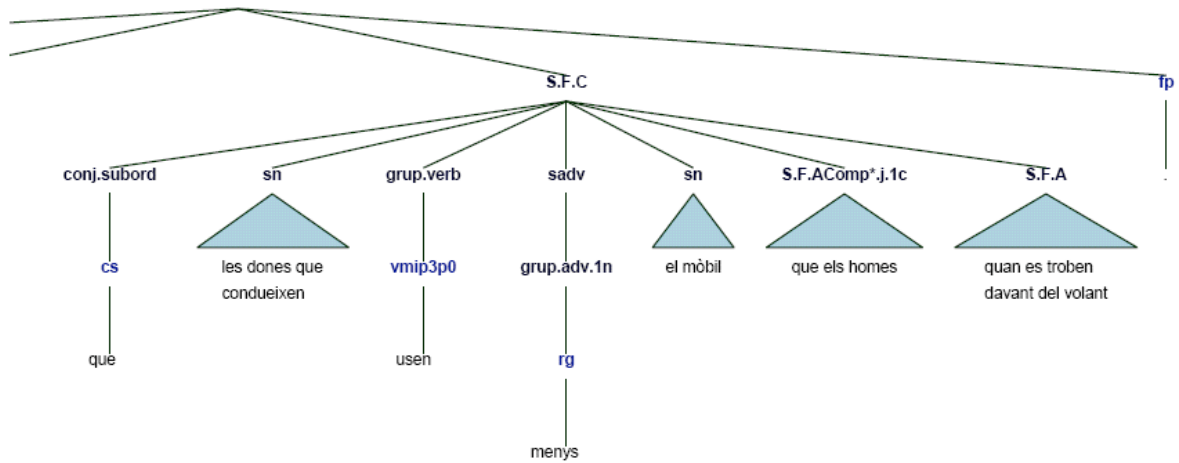 S.F.C fp
conj.subord sn grup.verb sadv sn S.F.AComp*.j.1c S.F.A .
cs les dones que vmip3p0 grup.adv.1n el mòbil que els homes quan es troben
condueixen davant del volant
que usen rg
menys